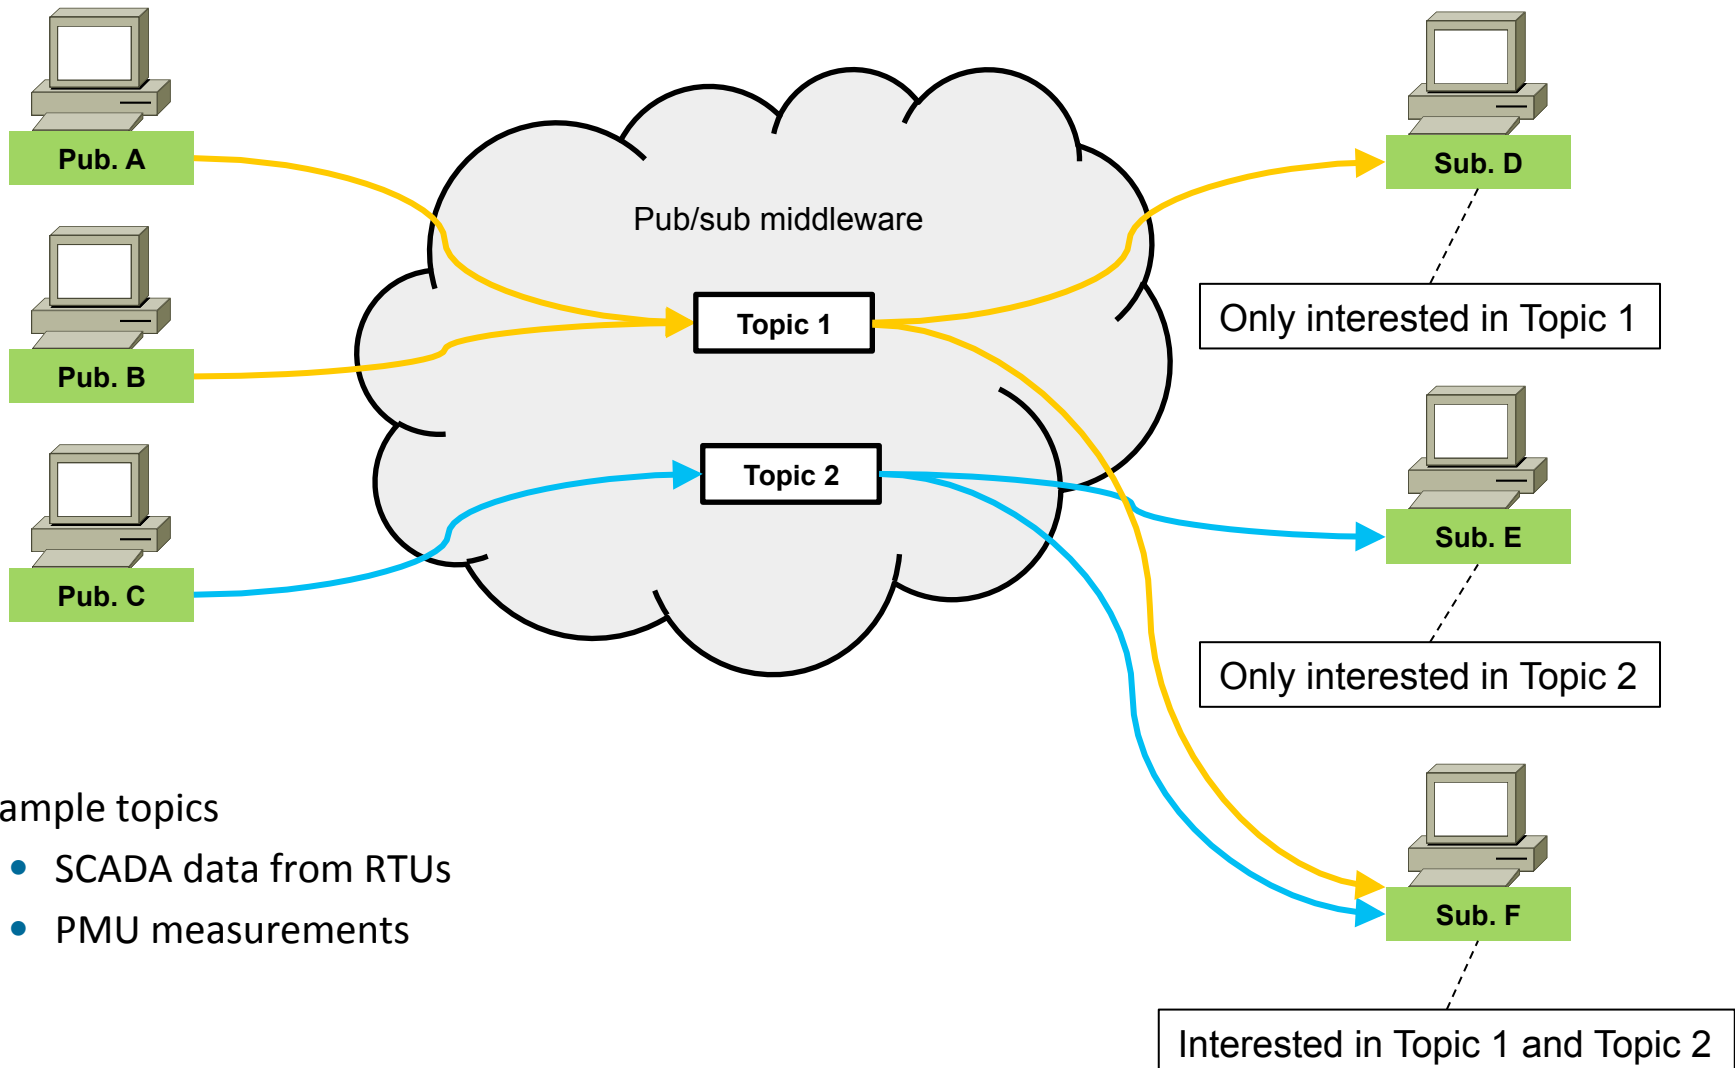 Pub. A
Sub. D
Pub/sub middleware
Only interested in Topic 1
Topic 1
Pub. B
Topic 2
Sub. E
Pub. C
Only interested in Topic 2
ample topics
SCADA data from RTUs
PMU measurements
Sub. F
Interested in Topic 1 and Topic 2